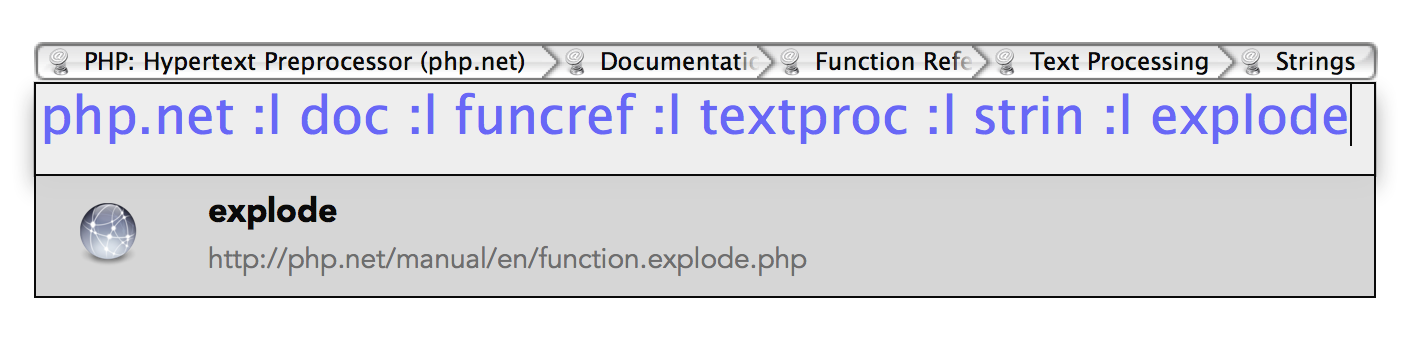 PHP: Hypertext Preprocessor (php.net) Documentatic Function Refe Text Processing Strings
php.net :l doc :l funcref :l textproc :l strin :l explode
explode
http://php.net/manual/en/function.explode.php